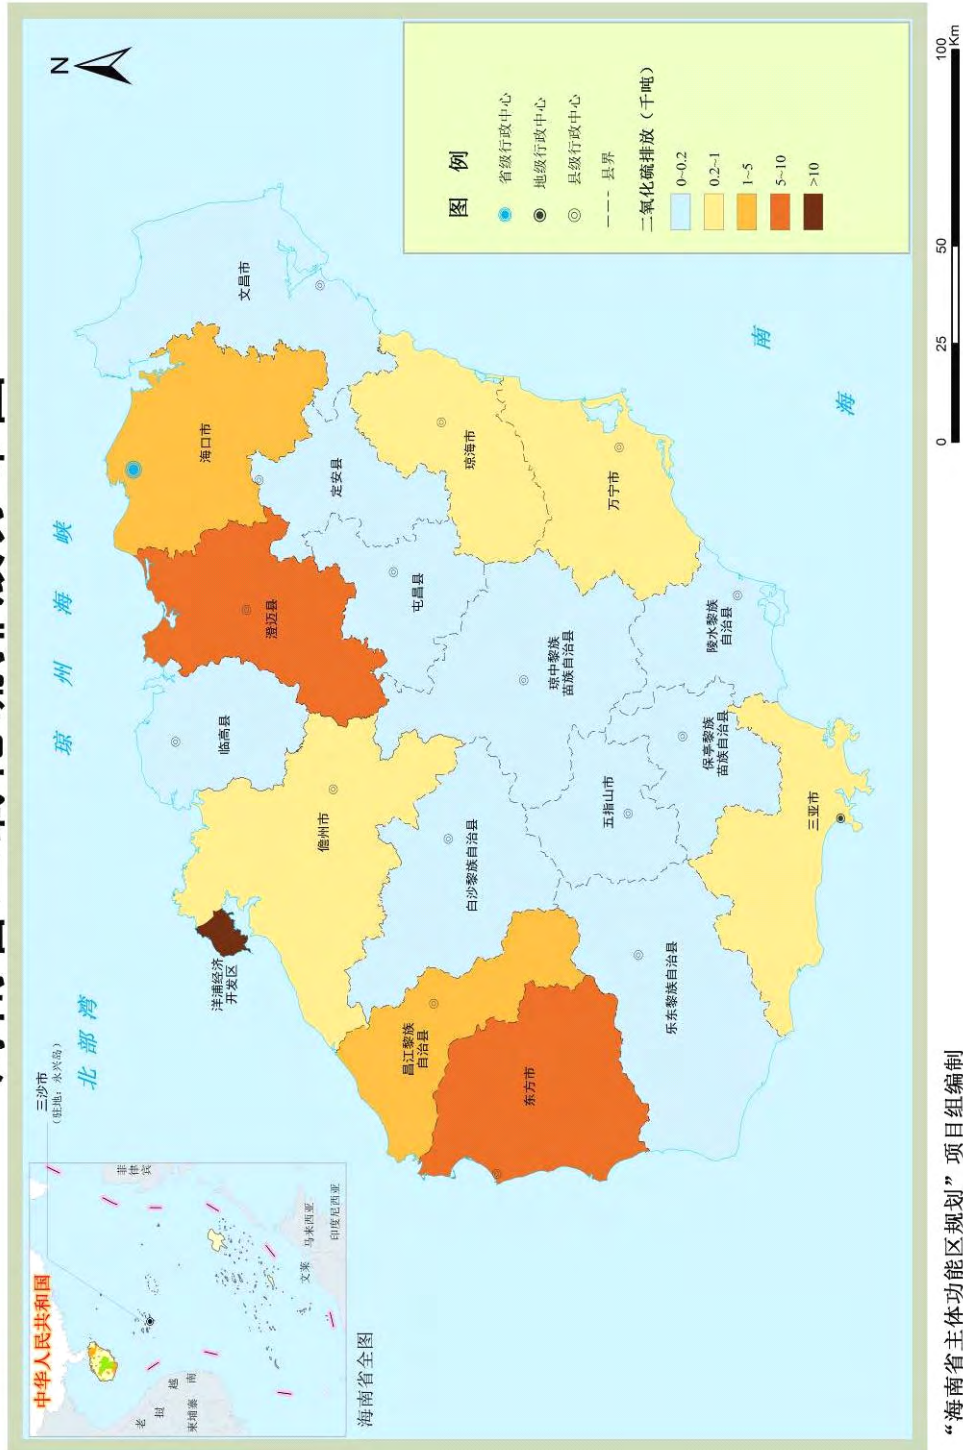 N
图 例
省级行政中心
地级行政中心
县级行政中心
县界
二氧化硫排放（千吨）
0~0.2
0.2~1
1~5
5~10
>10
中华人民共和国
老挝
越南
柬埔寨
菲律宾
马来西亚
文莱
印度尼西亚
海南省全图
三沙市
（驻地：永兴岛）
北部湾
琼州海峡
南海
文昌市
海口市
澄迈县
临高县
定安县
屯昌县
琼海市
万宁市
儋州市
洋浦经济
开发区
白沙黎族自治县
琼中黎族
苗族自治县
昌江黎族
自治县
东方市
五指山市
保亭黎族
苗族自治县
陵水黎族
自治县
乐东黎族自治县
三亚市
“海南省主体功能区规划”项目组编制
0 25 50 100
Km